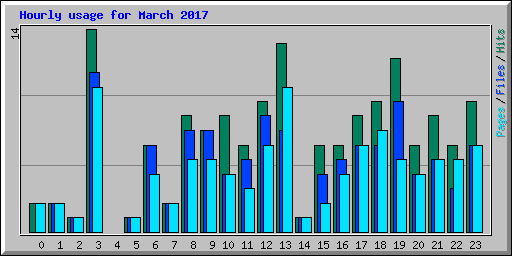 Hourly usage for March 2017
14
Pages/Files/Hits
0 1 2 3 4 5 6 7 8 9 10 11 12 13 14 15 16 17 18 19 20 21 22 23